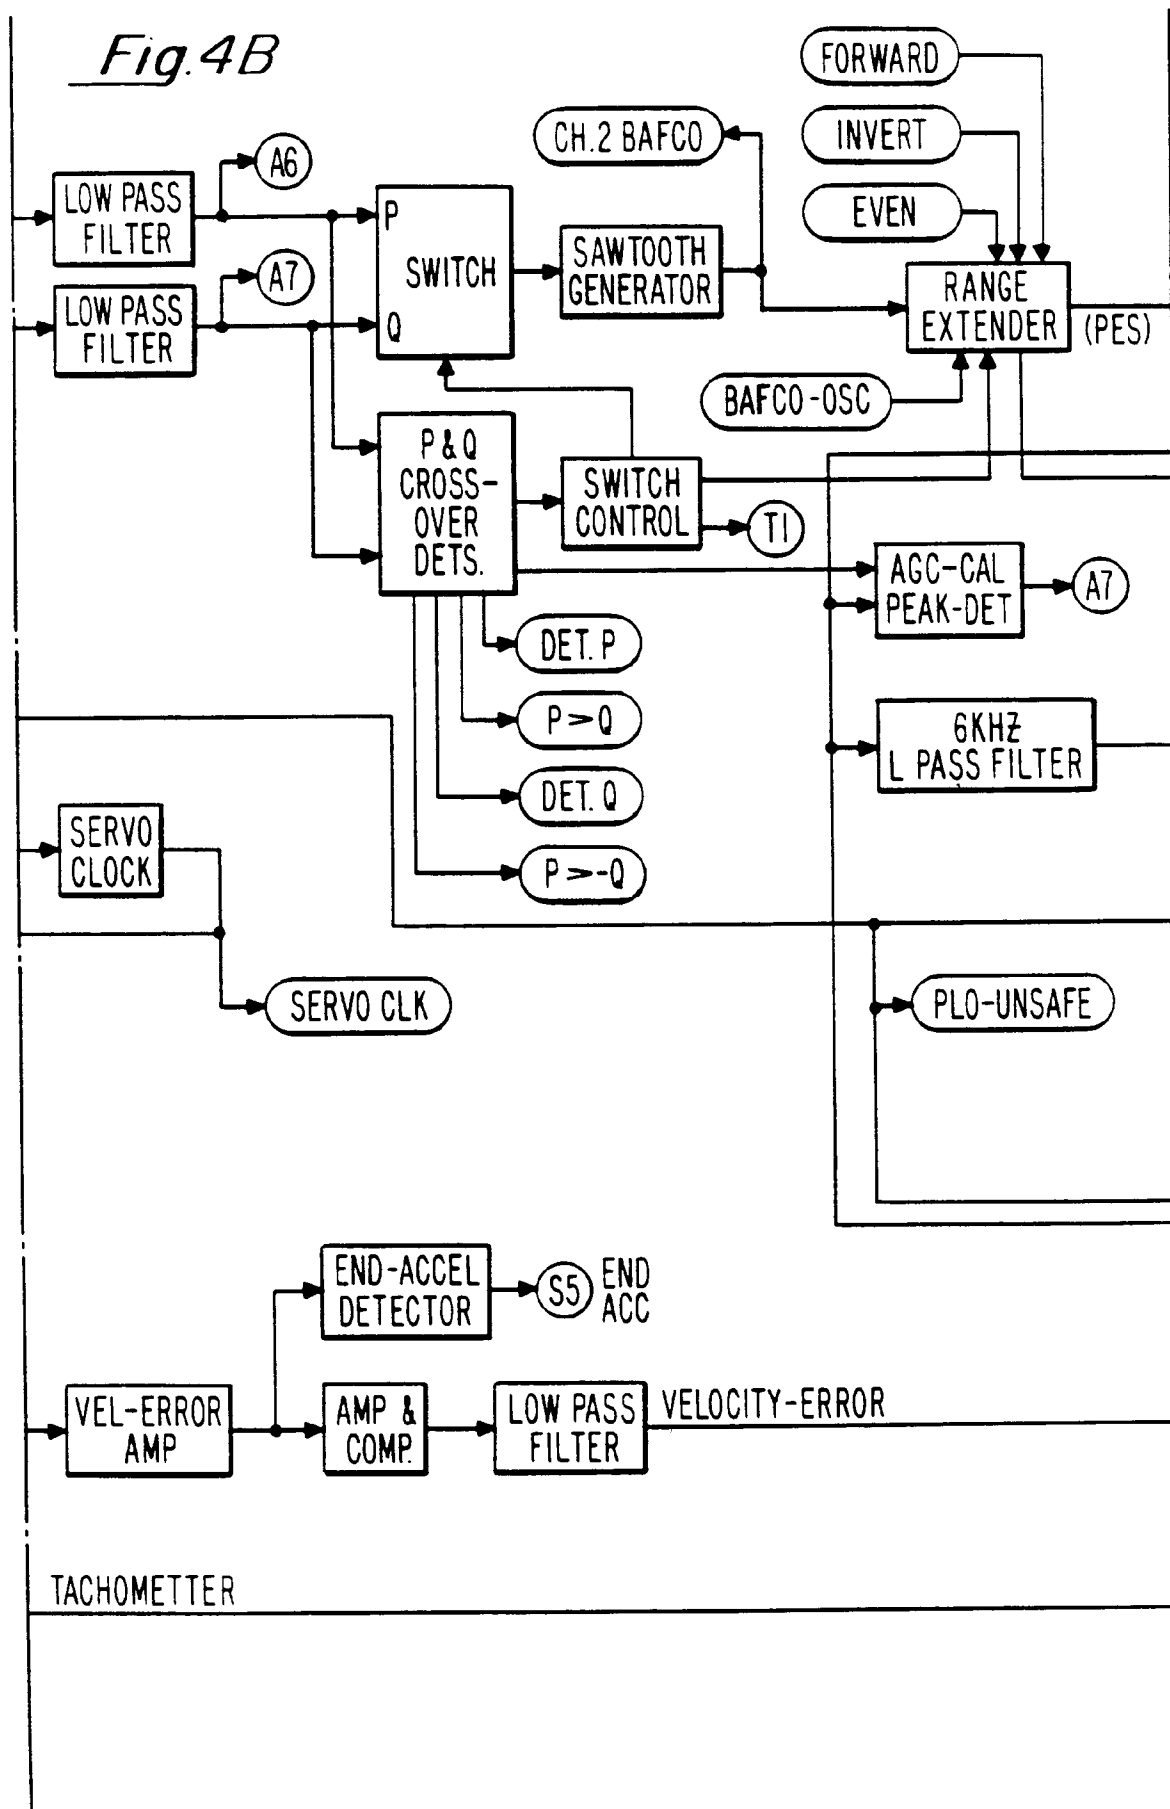 Fig.4B
FORWARD
CH.2 BAFCO
INVERT
A6
LOW PASS
FILTER
P
EVEN
SWITCH
SAWTOOTH
GENERATOR
A7
RANGE
EXTENDER
(PES)
LOW PASS
FILTER
Q
BAFCO-OSC
P & Q
CROSS-
OVER
DETS.
SWITCH
CONTROL
T1
AGC-CAL
PEAK-DET
A7
DET. P
P > Q
6KHZ
L PASS FILTER
DET. Q
SERVO
CLOCK
P > -Q
SERVO CLK
PLO-UNSAFE
END-ACCEL
DETECTOR
S5
END
ACC
VEL-ERROR
AMP
AMP &
COMP.
LOW PASS
FILTER
VELOCITY-ERROR
TACHOMETTER